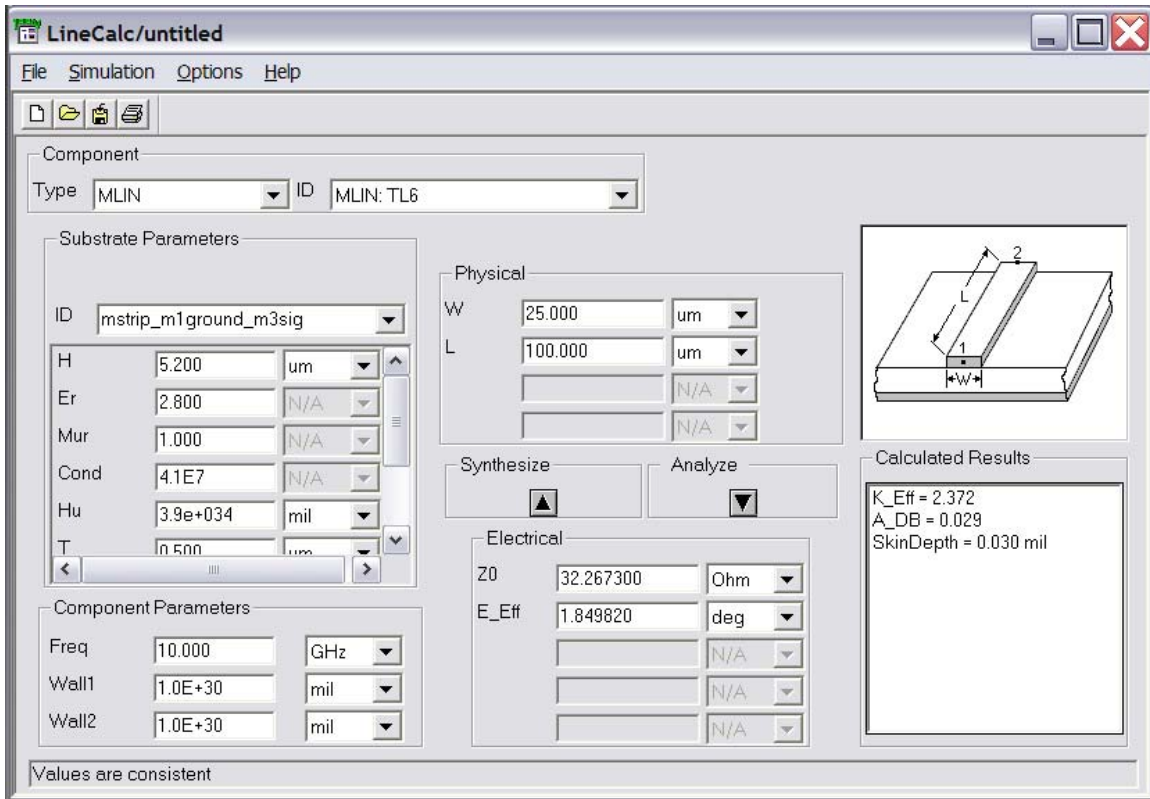 LineCalc/untitled
File Simulation Options Help
Component
Type MLIN ID MLIN: TL6
Substrate Parameters
ID mstrip_m1ground_m3sig
H 5.200 um
Er 2.800 N/A
Mur 1.000 N/A
Cond 4.1E7 N/A
Hu 3.9e+034 mil
T 0.500 um
Component Parameters
Freq 10.000 GHz
Wall1 1.0E+30 mil
Wall2 1.0E+30 mil
Physical
W 25.000 um
L 100.000 um
N/A
N/A
Synthesize Analyze
Electrical
Z0 32.267300 Ohm
E_Eff 1.849820 deg
N/A
N/A
N/A
2
L
1
W
Calculated Results
K_Eff = 2.372
A_DB = 0.029
SkinDepth = 0.030 mil
Values are consistent